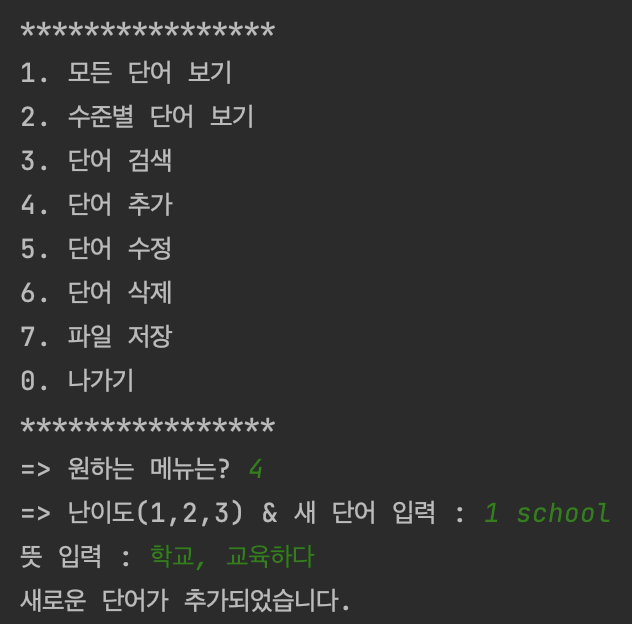 ****************
1. 모든 단어 보기
2. 수준별 단어 보기
3. 단어 검색
4. 단어 추가
5. 단어 수정
6. 단어 삭제
7. 파일 저장
0. 나가기
****************
=> 원하는 메뉴는? 4
=> 난이도(1,2,3) & 새 단어 입력 : 1 school
뜻 입력 : 학교, 교육하다
새로운 단어가 추가되었습니다.